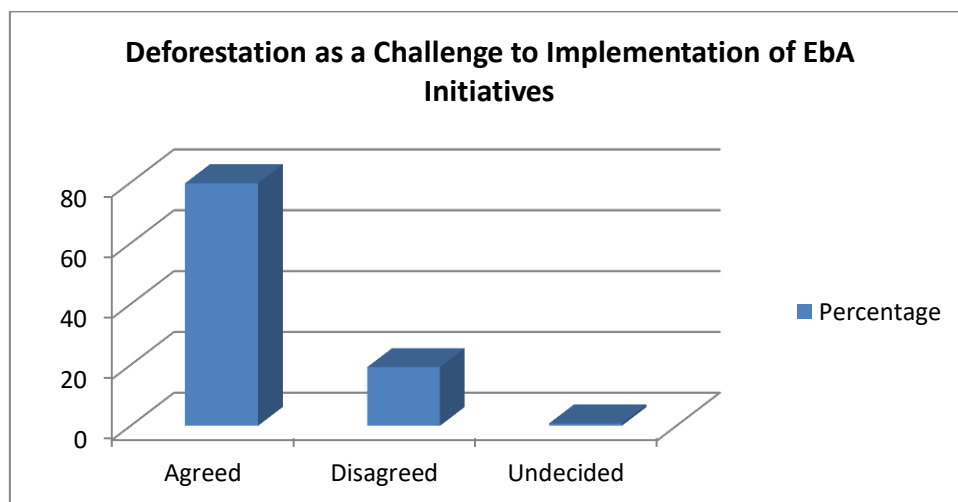 Deforestation as a Challenge to Implementation of EbA
Initiatives
80
60
40
20
0
Agreed
Disagreed
Undecided
Percentage